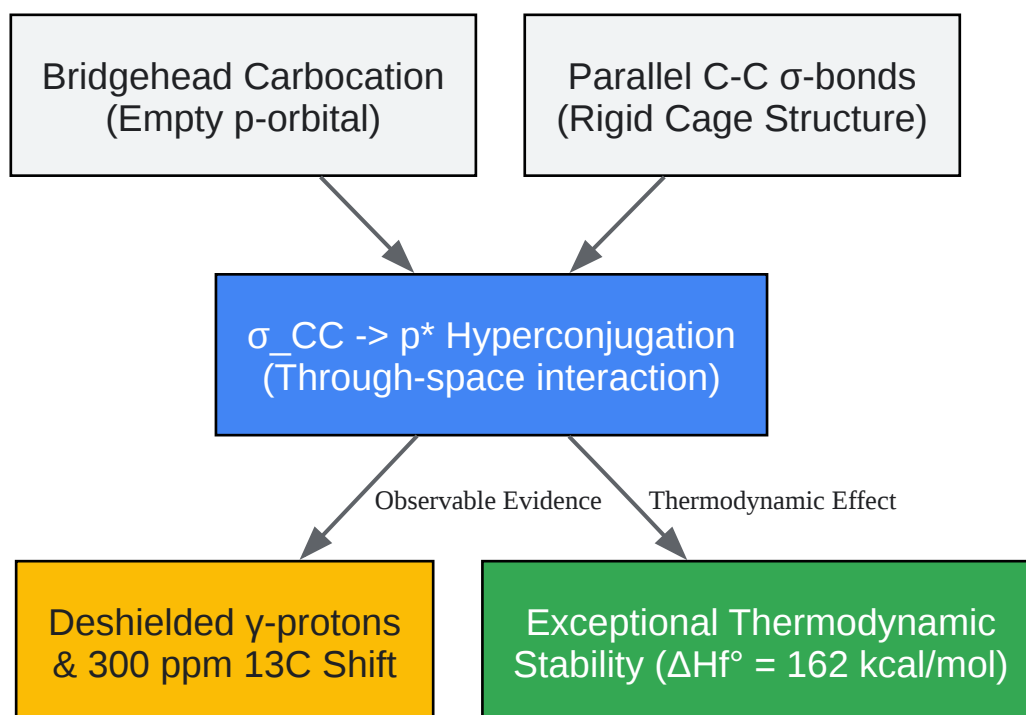 Bridgehead Carbocation
(Empty p-orbital)
Parallel C-C σ-bonds
(Rigid Cage Structure)
σ_CC -> p* Hyperconjugation
(Through-space interaction)
Observable Evidence
Thermodynamic Effect
Deshielded γ-protons
& 300 ppm 13C Shift
Exceptional Thermodynamic
Stability (ΔHf° = 162 kcal/mol)